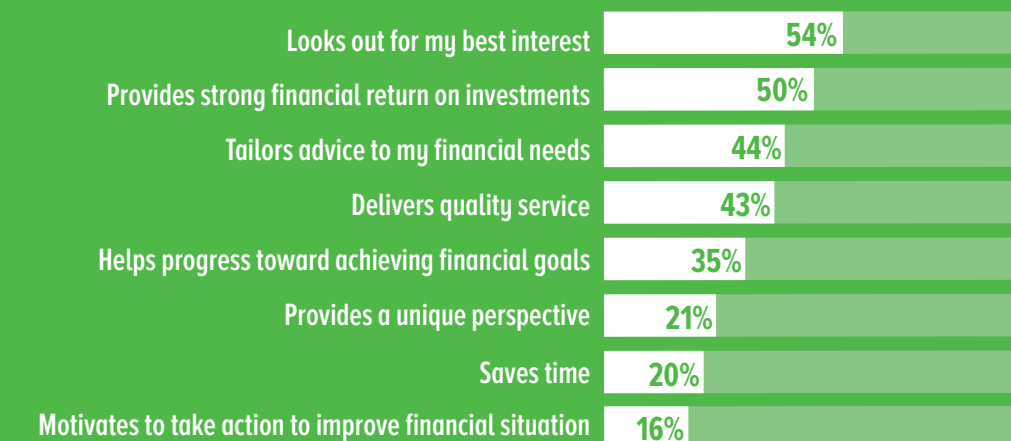 Looks out for my best interest 54%
Provides strong financial return on investments 50%
Tailors advice to my financial needs 44%
Delivers quality service 43%
Helps progress toward achieving financial goals 35%
Provides a unique perspective 21%
Saves time 20%
Motivates to take action to improve financial situation 16%